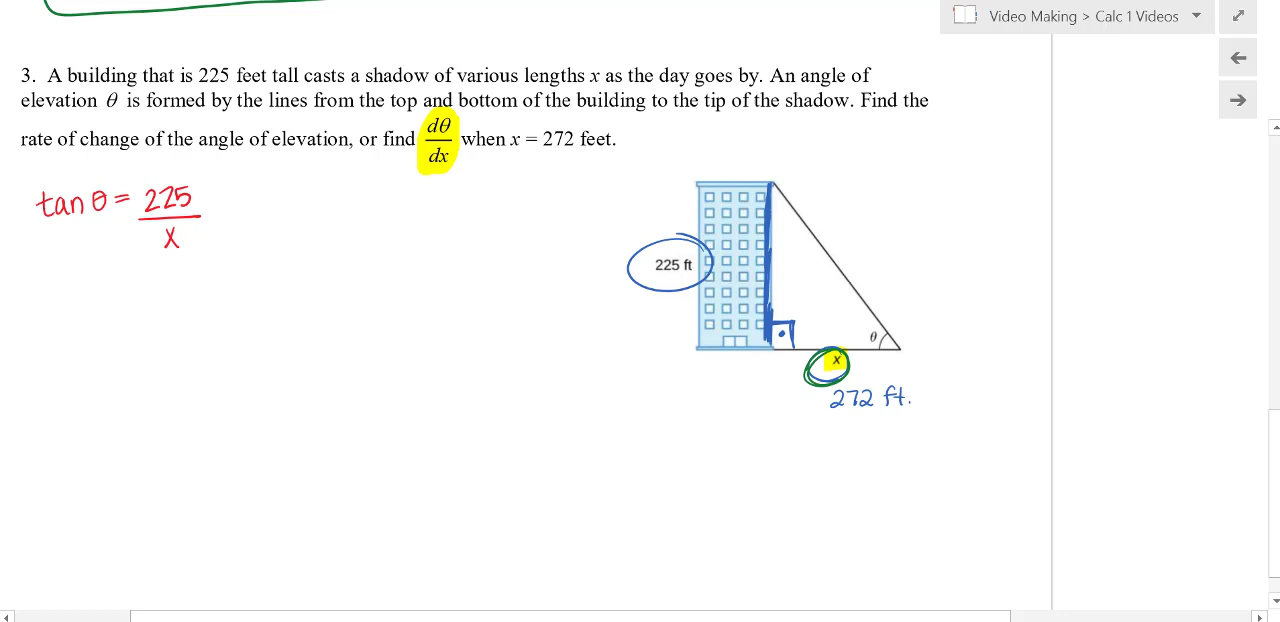 Video Making > Calc 1 Videos
3. A building that is 225 feet tall casts a shadow of various lengths x as the day goes by. An angle of
elevation θ is formed by the lines from the top and bottom of the building to the tip of the shadow. Find the
rate of change of the angle of elevation, or find dθ/dx when x = 272 feet.
tan θ = 225/x
225 ft
θ
x
272 ft.